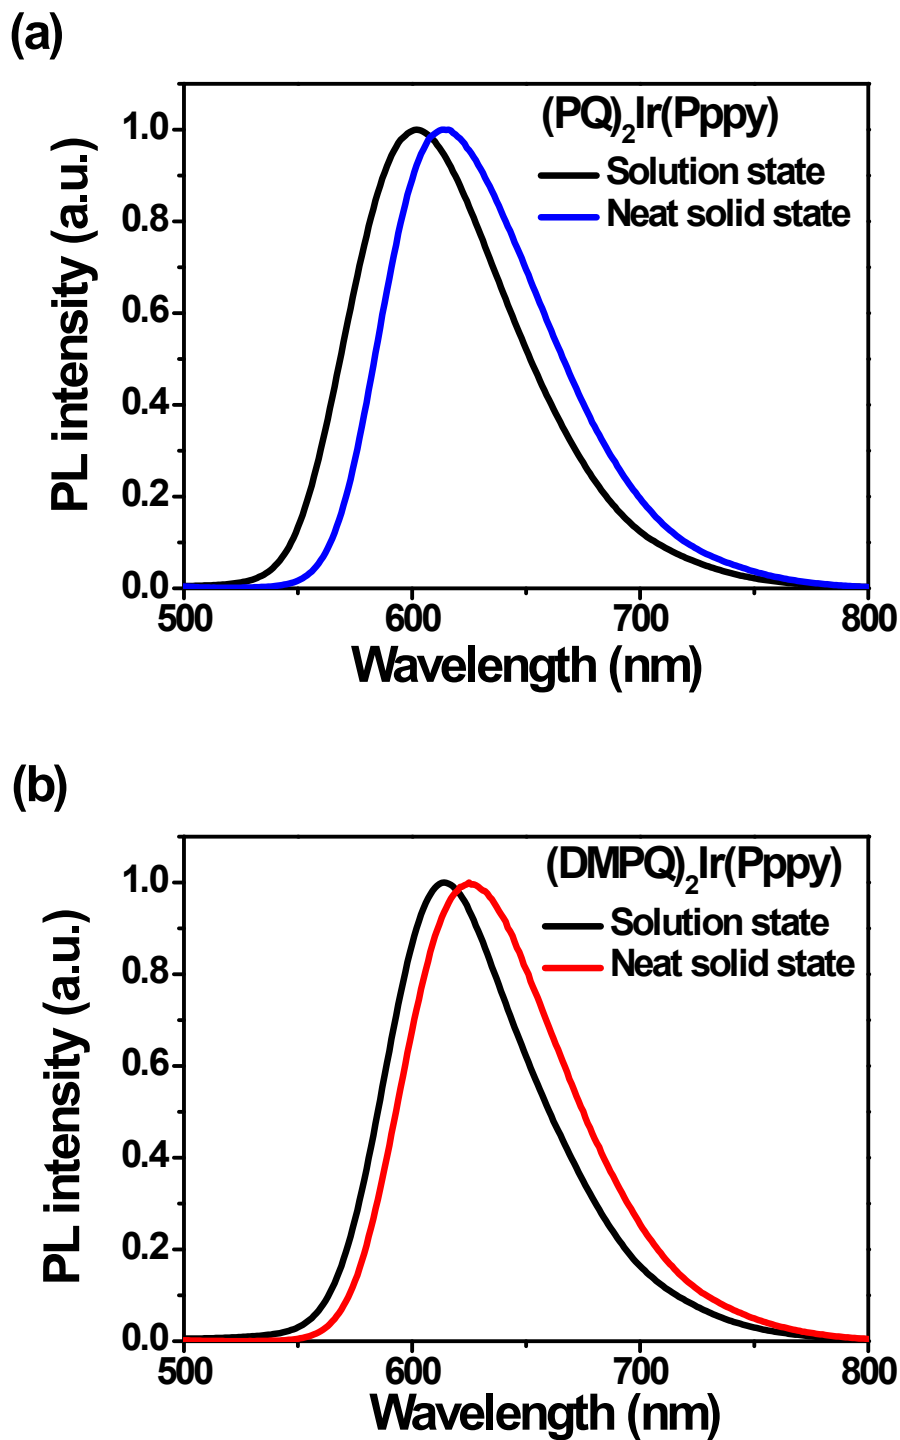 (a)
(PQ)₂Ir(Pppy)
Solution state
Neat solid state
PL intensity (a.u.)
1.0
0.8
0.6
0.4
0.2
0.0
500 600 700 800
Wavelength (nm)
(b)
(DMPQ)₂Ir(Pppy)
Solution state
Neat solid state
PL intensity (a.u.)
1.0
0.8
0.6
0.4
0.2
0.0
500 600 700 800
Wavelength (nm)